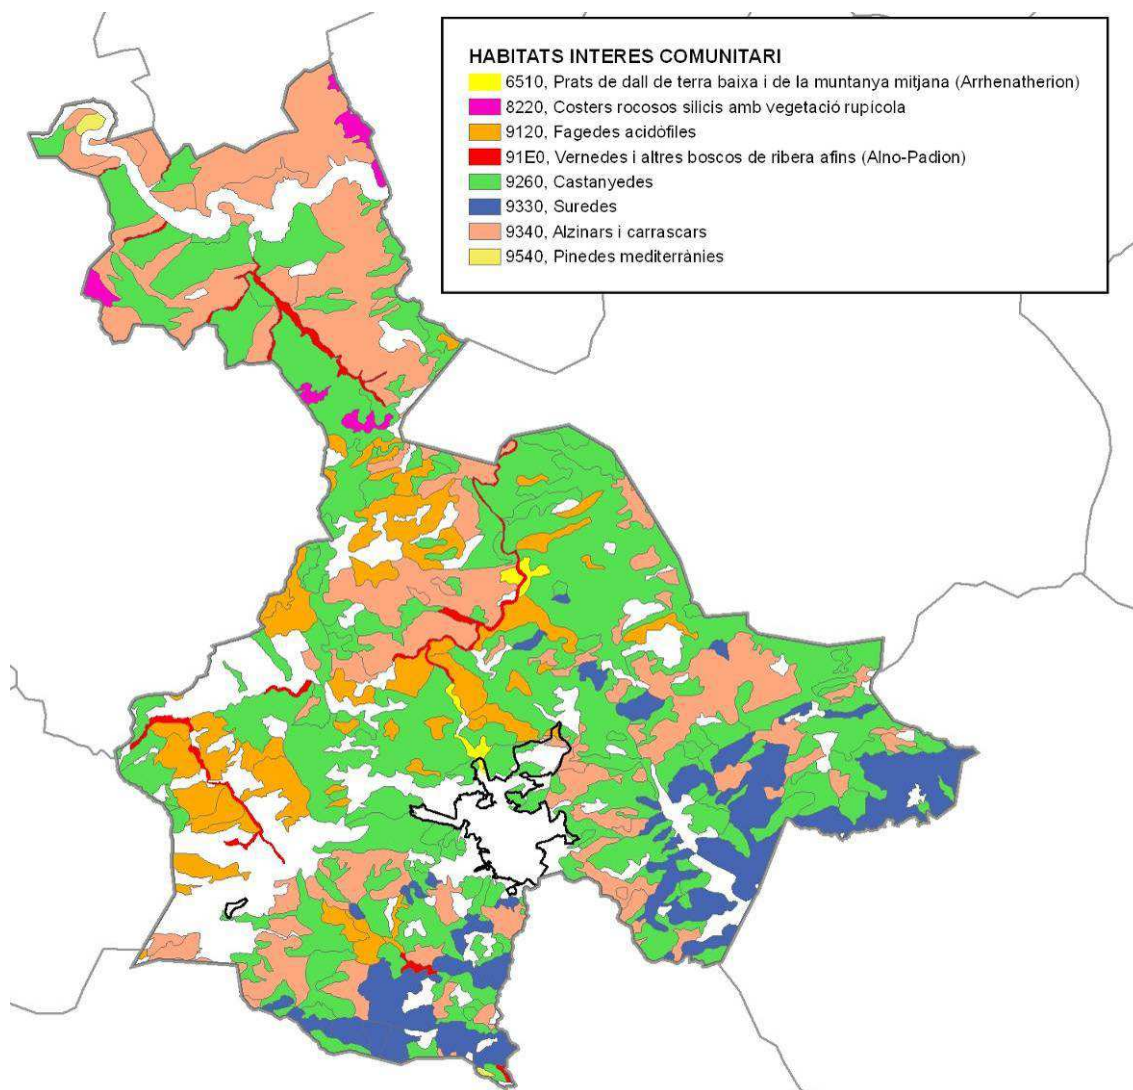 HABITATS INTERES COMUNITARI
6510, Prats de dall de terra baixa i de la muntanya mitjana (Arrhenatherion)
8220, Costers rocosos silicis amb vegetació rupícola
9120, Fagedes acidófiles
91E0, Vernedes i altres boscos de ribera afins (Alno-Padion)
9260, Castanyedes
9330, Suredes
9340, Alzinars i carrascars
9540, Pinedes mediterrànies